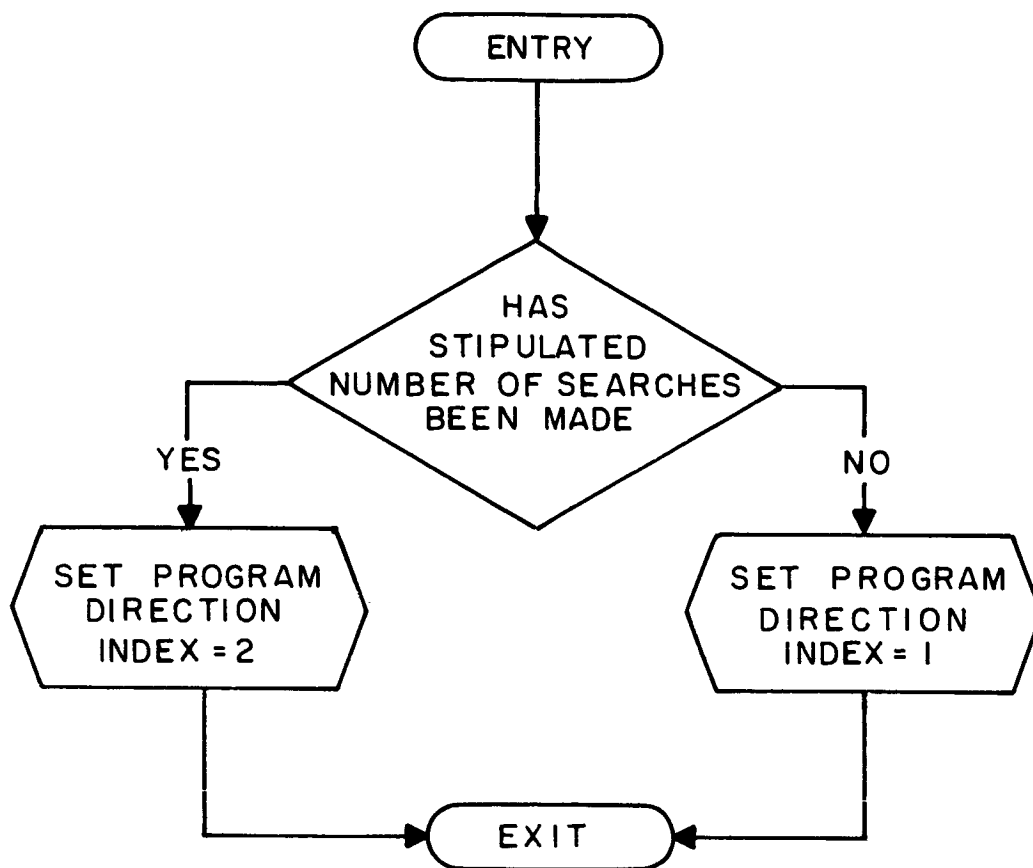 ENTRY
HAS
STIPULATED
NUMBER OF SEARCHES
BEEN MADE
YES
NO
SET PROGRAM
DIRECTION
INDEX = 2
SET PROGRAM
DIRECTION
INDEX = 1
EXIT